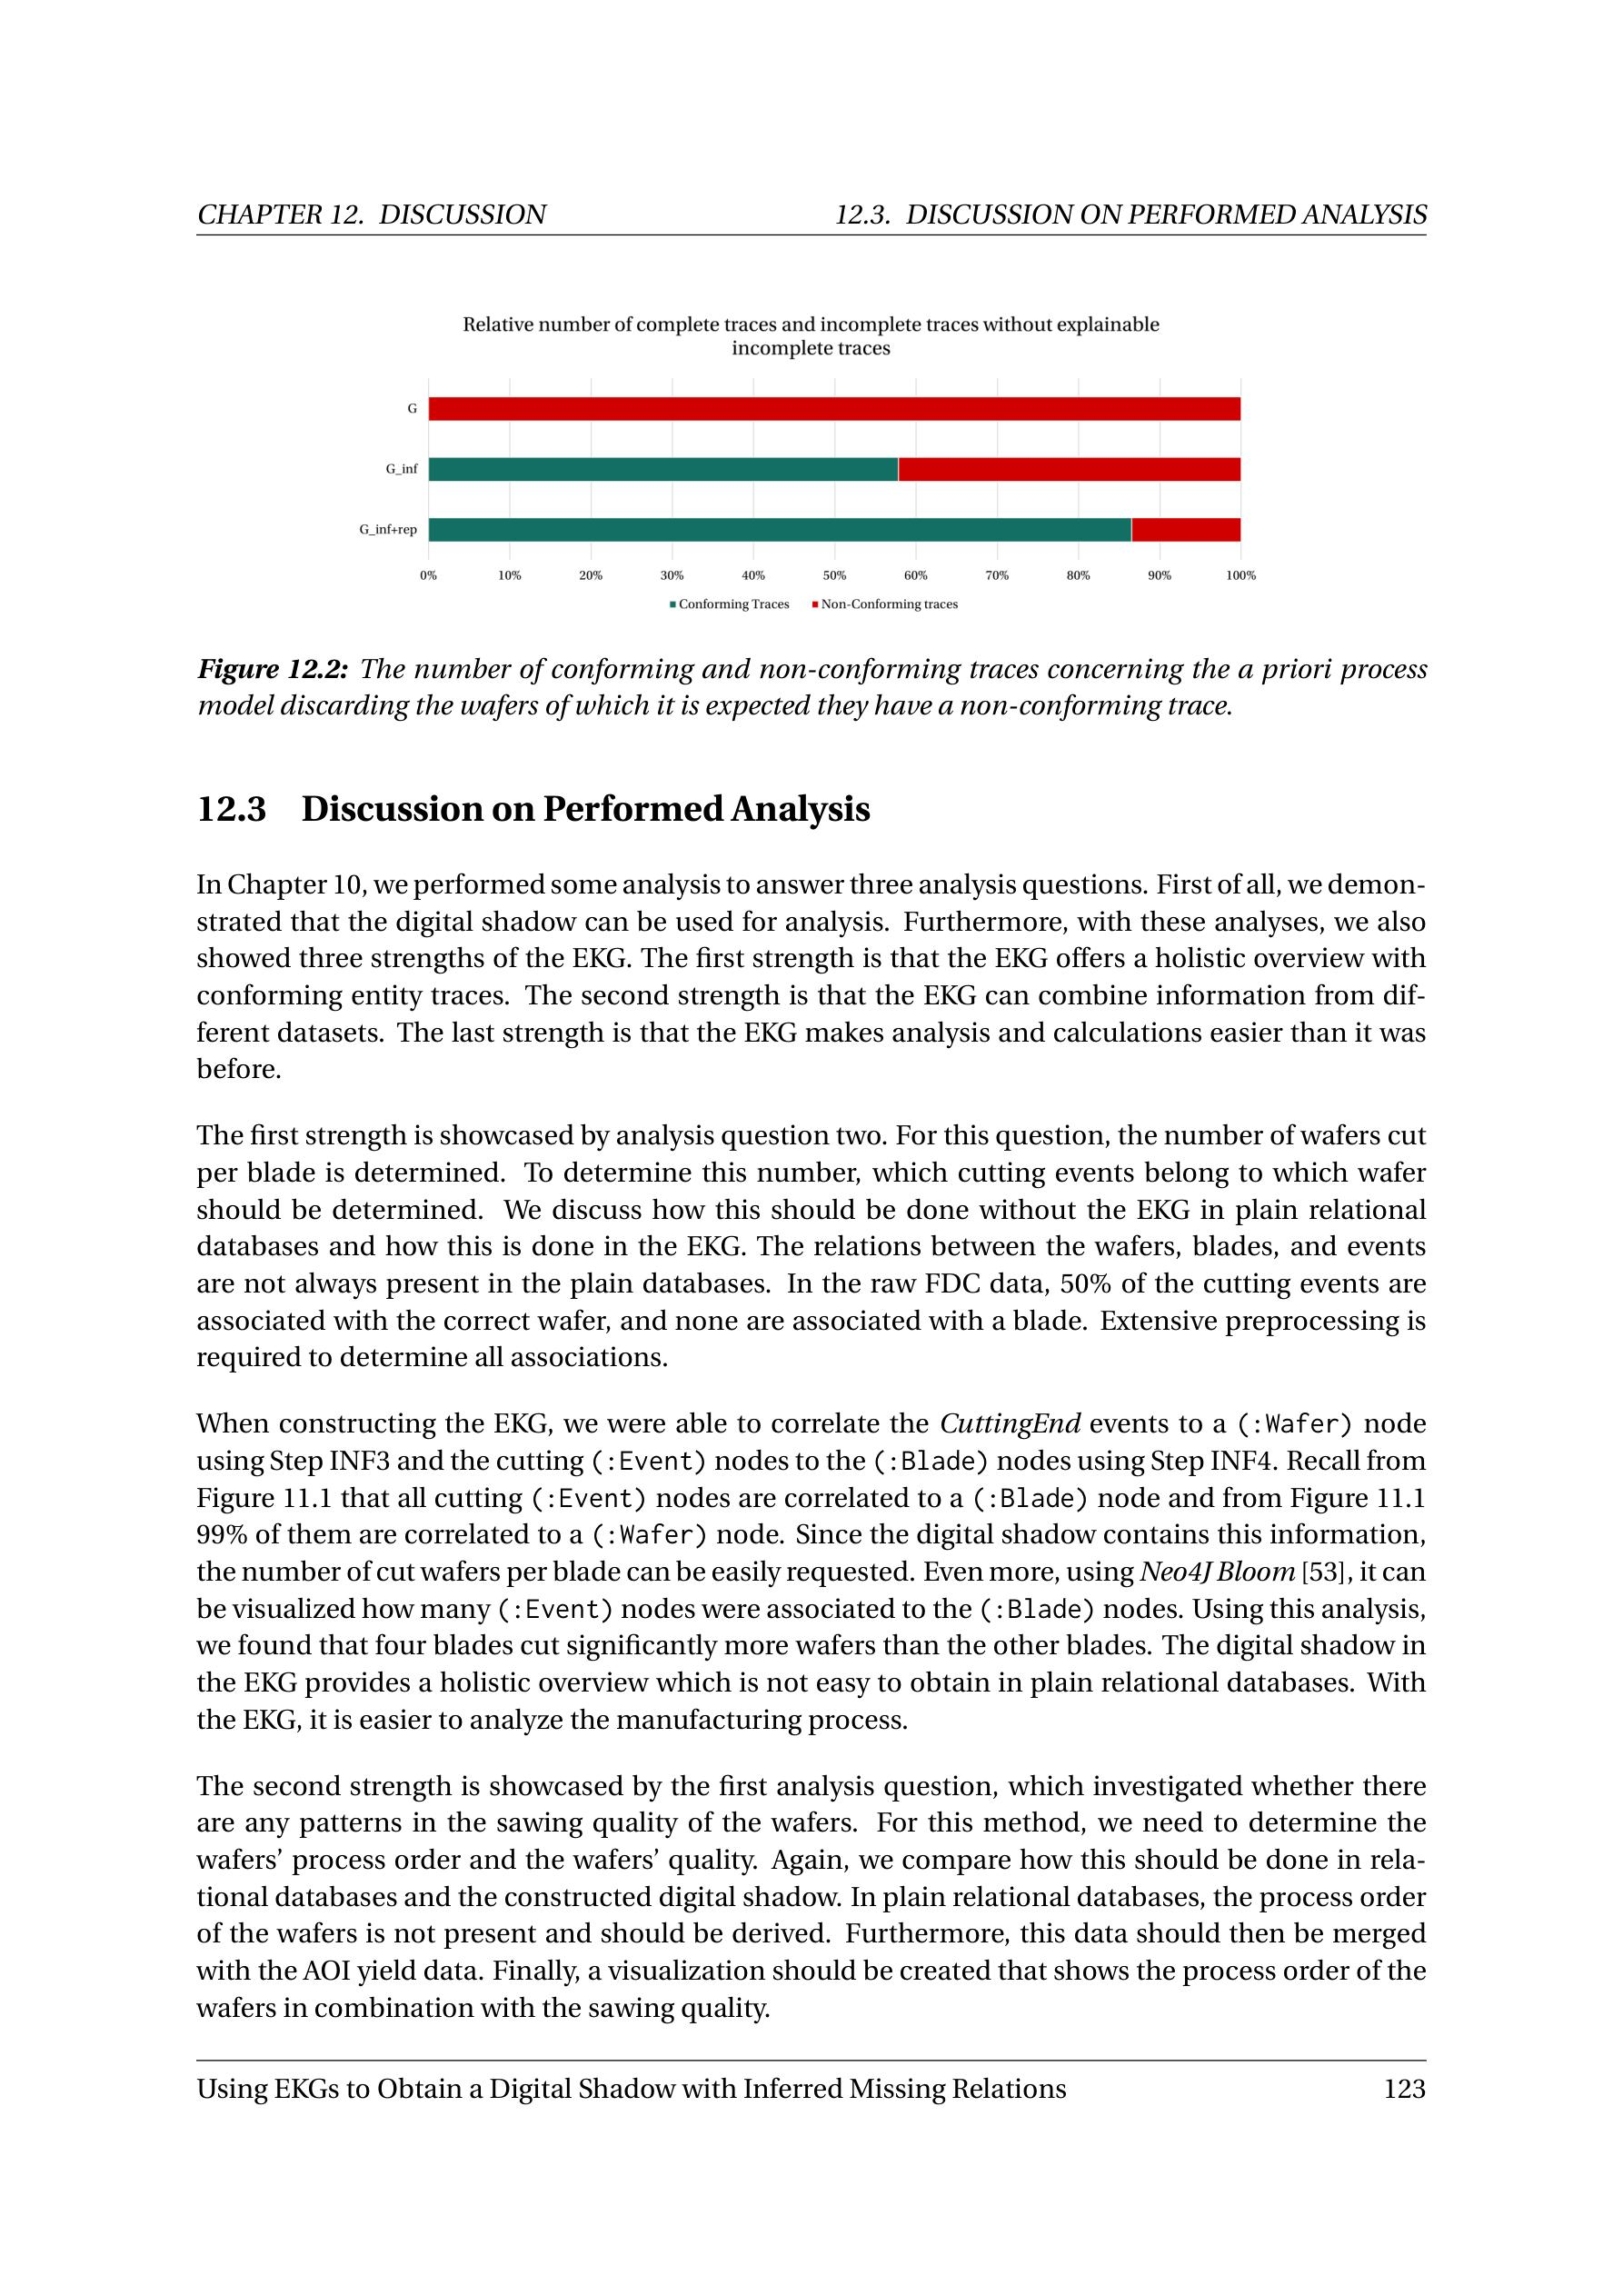 CHAPTER 12. DISCUSSION 12.3. DISCUSSION ON PERFORMED ANALYSIS
Relative number of complete traces and incomplete traces without explainable
incomplete traces
G
G_inf
G_inf+rep
0% 10% 20% 30% 40% 50% 60% 70% 80% 90% 100%
Conforming Traces Non-Conforming traces
Figure 12.2: The number of conforming and non-conforming traces concerning the a priori process
model discarding the wafers of which it is expected they have a non-conforming trace.
12.3 Discussion on Performed Analysis
In Chapter 10, we performed some analysis to answer three analysis questions. First of all, we demon-
strated that the digital shadow can be used for analysis. Furthermore, with these analyses, we also
showed three strengths of the EKG. The first strength is that the EKG offers a holistic overview with
conforming entity traces. The second strength is that the EKG can combine information from dif-
ferent datasets. The last strength is that the EKG makes analysis and calculations easier than it was
before.
The first strength is showcased by analysis question two. For this question, the number of wafers cut
per blade is determined. To determine this number, which cutting events belong to which wafer
should be determined. We discuss how this should be done without the EKG in plain relational
databases and how this is done in the EKG. The relations between the wafers, blades, and events
are not always present in the plain databases. In the raw FDC data, 50% of the cutting events are
associated with the correct wafer, and none are associated with a blade. Extensive preprocessing is
required to determine all associations.
When constructing the EKG, we were able to correlate the CuttingEnd events to a (:Wafer) node
using Step INF3 and the cutting (:Event) nodes to the (:Blade) nodes using Step INF4. Recall from
Figure 11.1 that all cutting (:Event) nodes are correlated to a (:Blade) node and from Figure 11.1
99% of them are correlated to a (:Wafer) node. Since the digital shadow contains this information,
the number of cut wafers per blade can be easily requested. Even more, using Neo4J Bloom [53], it can
be visualized how many (:Event) nodes were associated to the (:Blade) nodes. Using this analysis,
we found that four blades cut significantly more wafers than the other blades. The digital shadow in
the EKG provides a holistic overview which is not easy to obtain in plain relational databases. With
the EKG, it is easier to analyze the manufacturing process.
The second strength is showcased by the first analysis question, which investigated whether there
are any patterns in the sawing quality of the wafers. For this method, we need to determine the
wafers' process order and the wafers' quality. Again, we compare how this should be done in rela-
tional databases and the constructed digital shadow. In plain relational databases, the process order
of the wafers is not present and should be derived. Furthermore, this data should then be merged
with the AOI yield data. Finally, a visualization should be created that shows the process order of the
wafers in combination with the sawing quality.
Using EKGs to Obtain a Digital Shadow with Inferred Missing Relations 123